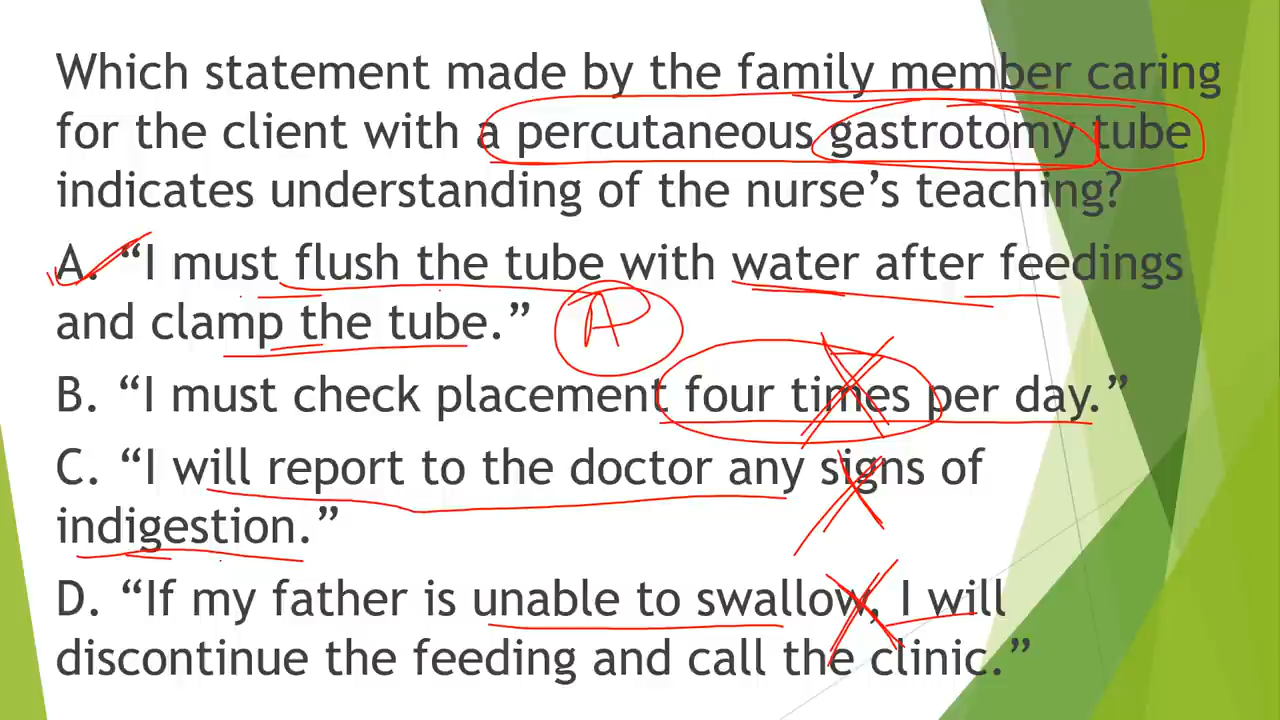 Which statement made by the family member caring
for the client with a percutaneous gastrotomy tube
indicates understanding of the nurse’s teaching?
A. “I must flush the tube with water after feedings
and clamp the tube.” A
B. “I must check placement four times per day.”
C. “I will report to the doctor any signs of
indigestion.”
D. “If my father is unable to swallow, I will
discontinue the feeding and call the clinic.”